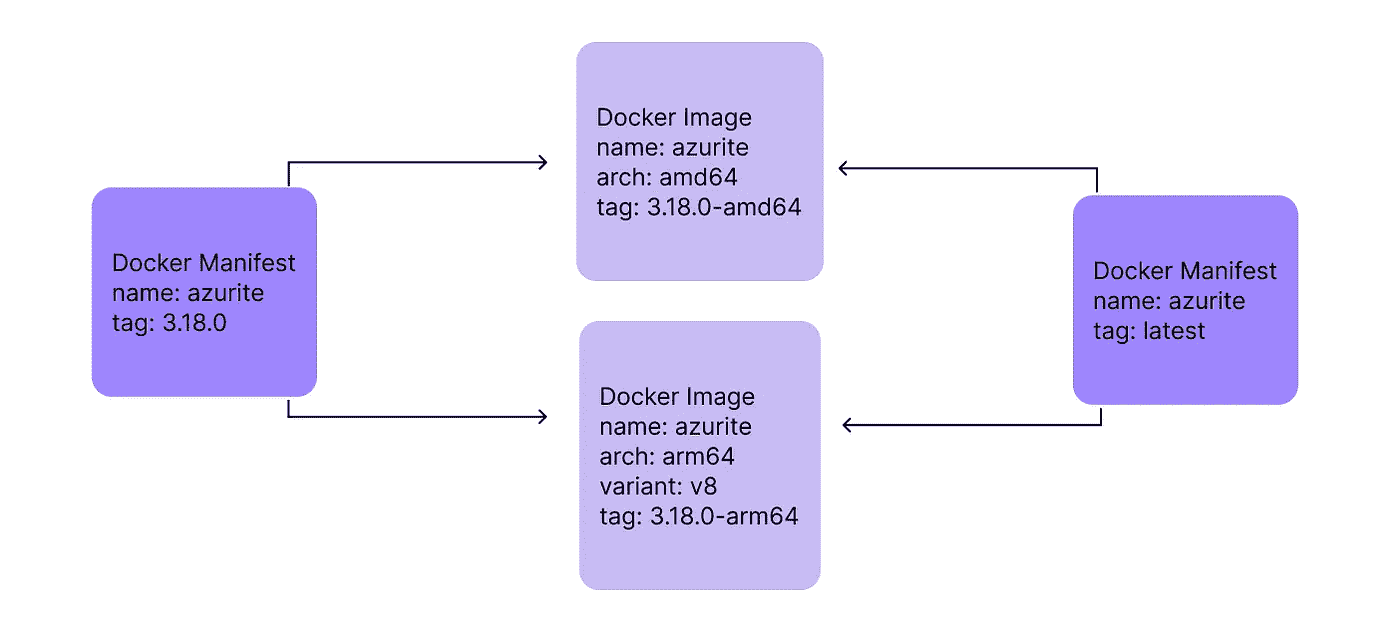 Docker Manifest
name: azurite
tag: 3.18.0
Docker Image
name: azurite
arch: amd64
tag: 3.18.0-amd64
Docker Image
name: azurite
arch: arm64
variant: v8
tag: 3.18.0-arm64
Docker Manifest
name: azurite
tag: latest